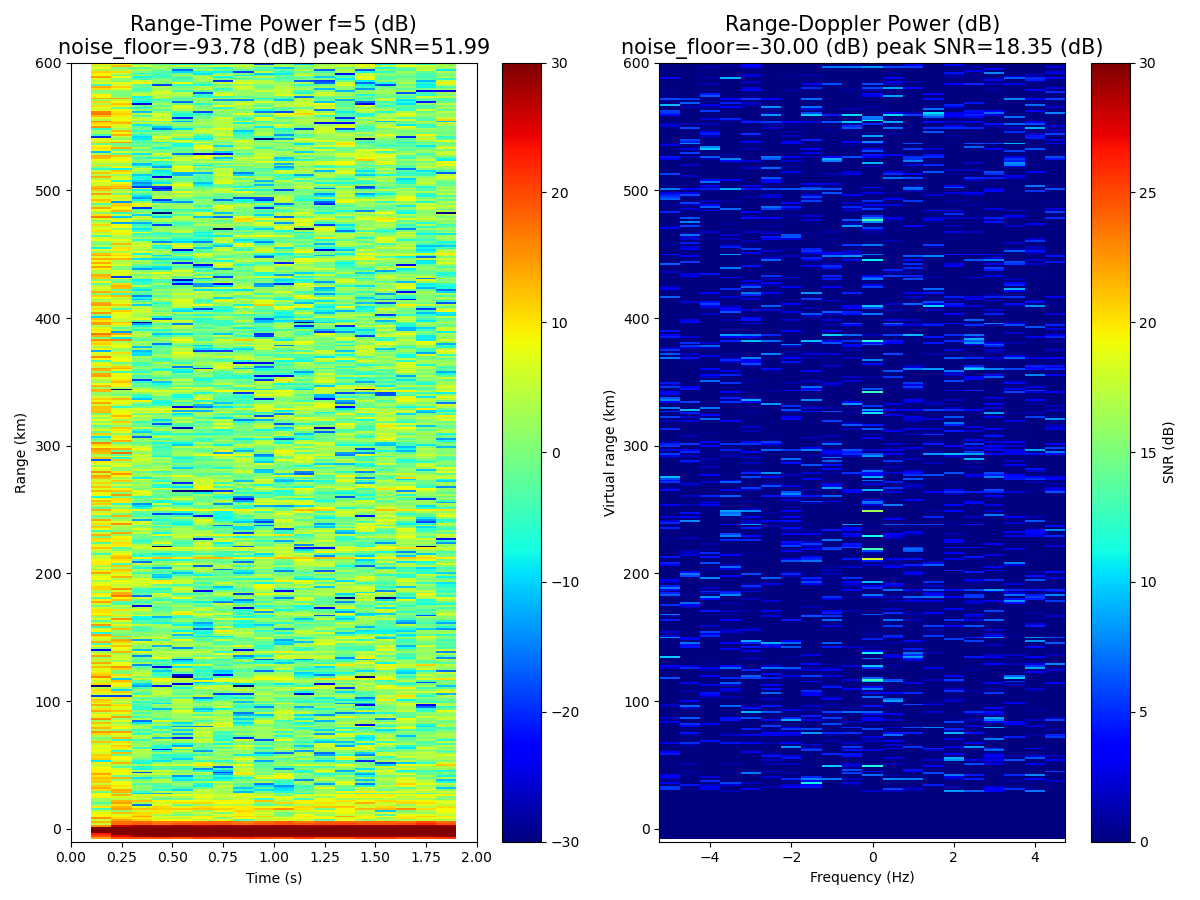 Range-Time Power f=5 (dB)
noise_floor=-93.78 (dB) peak SNR=51.99
600
500
400
300
200
100
0
Range (km)
0.00 0.25 0.50 0.75 1.00 1.25 1.50 1.75 2.00
Time (s)
30
20
10
0
−10
−20
−30
Range-Doppler Power (dB)
noise_floor=-30.00 (dB) peak SNR=18.35 (dB)
600
500
400
300
200
100
0
Virtual range (km)
−4 −2 0 2 4
Frequency (Hz)
30
25
20
15
10
5
0
SNR (dB)